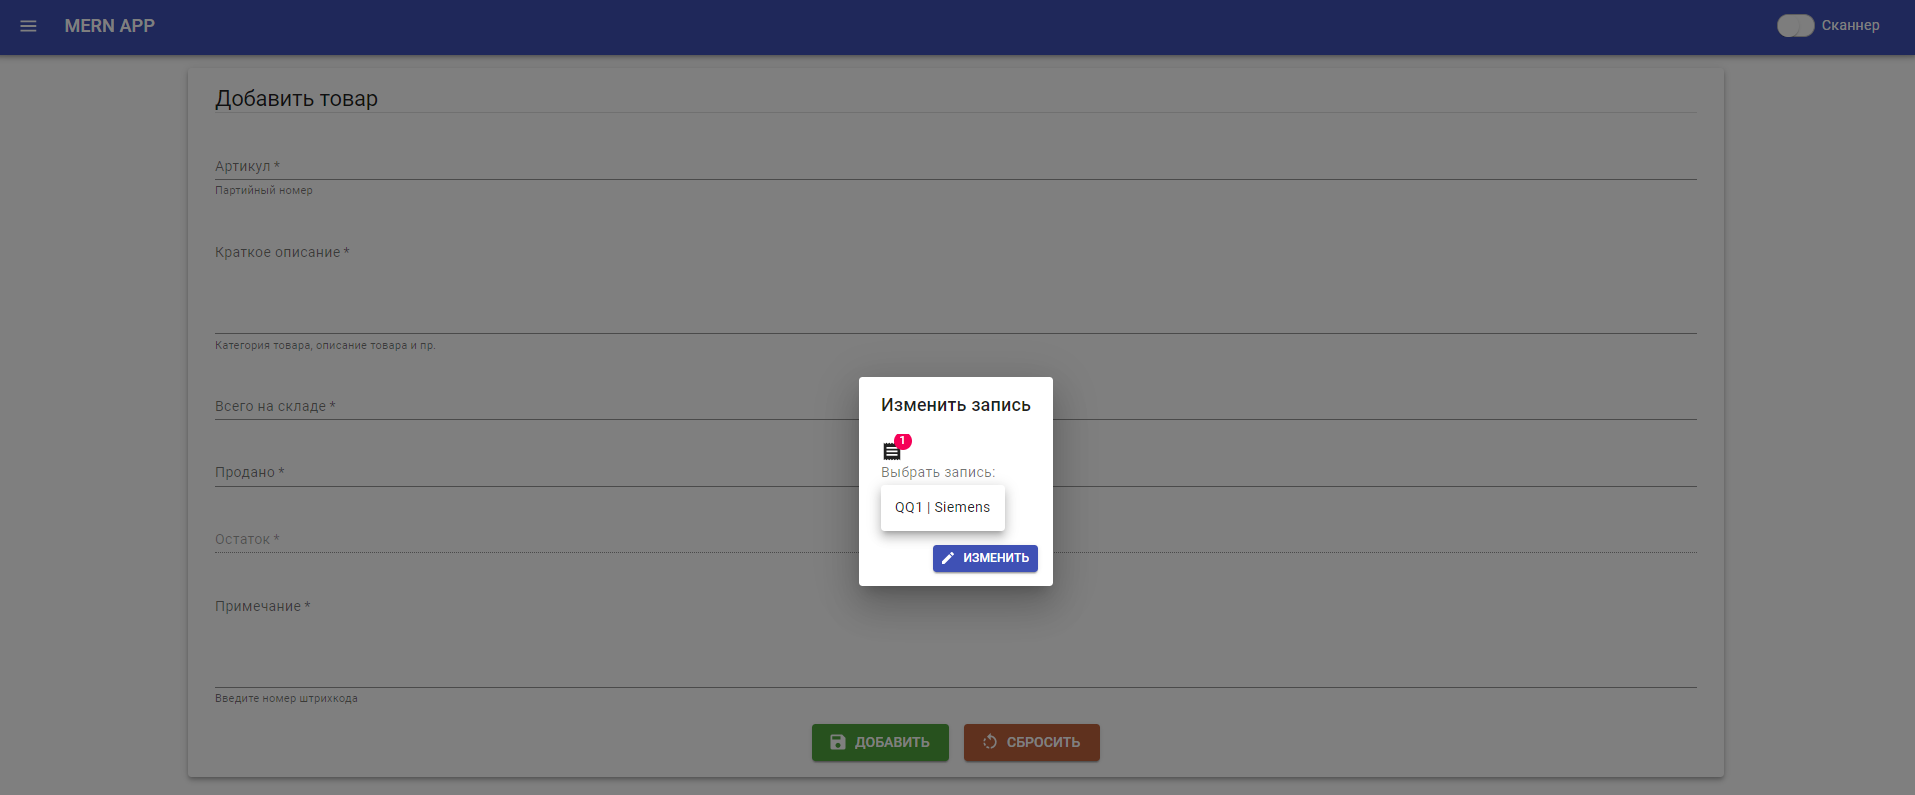 MERN APP
Сканнер
Добавить товар
Артикул *
Партийный номер
Краткое описание *
Категория товара, описание товара и пр.
Всего на складе *
Продано *
Остаток *
Примечание *
Введите номер штрихкода
ДОБАВИТЬ
СБРОСИТЬ
Изменить запись
1
Выбрать запись:
QQ1 | Siemens
ИЗМЕНИТЬ